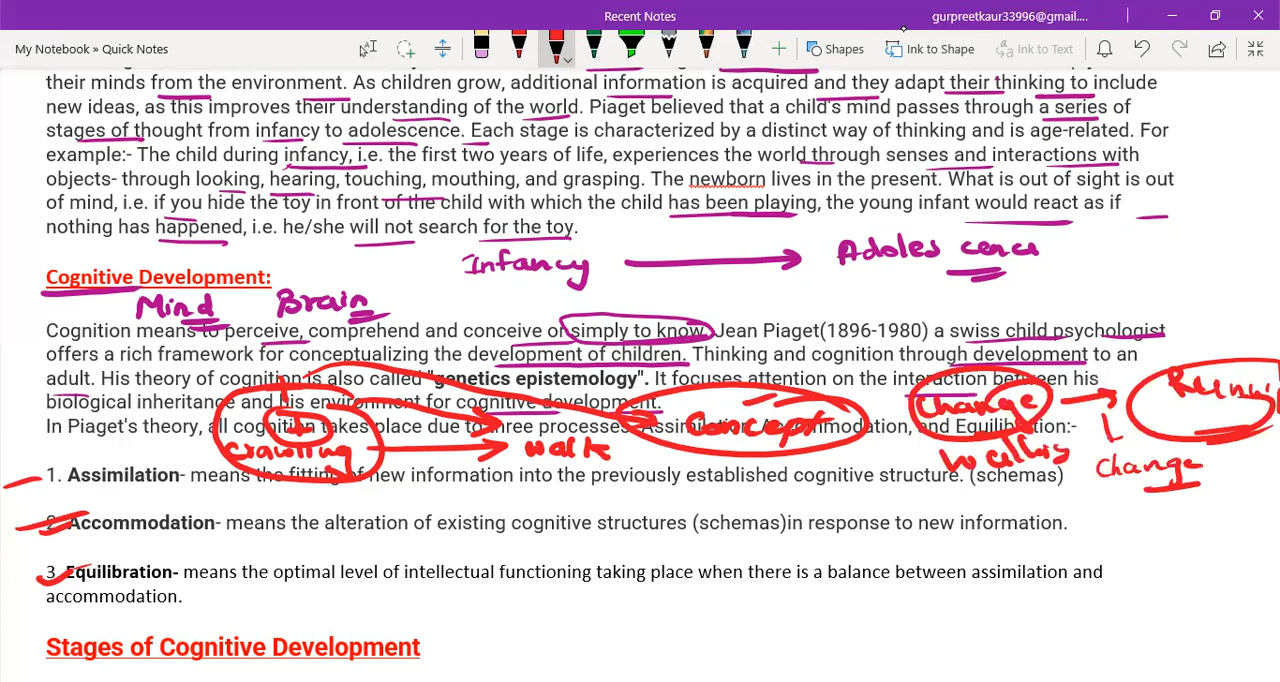 Recent Notes
gurpreetkaur33996@gmail....
My Notebook » Quick Notes
Shapes
Ink to Shape
Ink to Text
their minds from the environment. As children grow, additional information is acquired and they adapt their thinking to include
new ideas, as this improves their understanding of the world. Piaget believed that a child's mind passes through a series of
stages of thought from infancy to adolescence. Each stage is characterized by a distinct way of thinking and is age-related. For
example:- The child during infancy, i.e. the first two years of life, experiences the world through senses and interactions with
objects- through looking, hearing, touching, mouthing, and grasping. The newborn lives in the present. What is out of sight is out
of mind, i.e. if you hide the toy in front of the child with which the child has been playing, the young infant would react as if
nothing has happened, i.e. he/she will not search for the toy.
Infancy Adoles cence
Cognitive Development:
Mind Brain
Cognition means to perceive, comprehend and conceive or simply to know. Jean Piaget(1896-1980) a swiss child psychologist
offers a rich framework for conceptualizing the development of children. Thinking and cognition through development to an
adult. His theory of cognition is also called "genetics epistemology". It focuses attention on the interaction between his
biological inheritance and his environment for cognitive development.
change
In Piaget's theory, all cognition takes place due to three processes Assimilation, Accommodation, and Equilibration:-
crawling walk concept
change
1. Assimilation- means the fitting of new information into the previously established cognitive structure. (schemas)
2. Accommodation- means the alteration of existing cognitive structures (schemas)in response to new information.
3. Equilibration- means the optimal level of intellectual functioning taking place when there is a balance between assimilation and
accommodation.
Stages of Cognitive Development